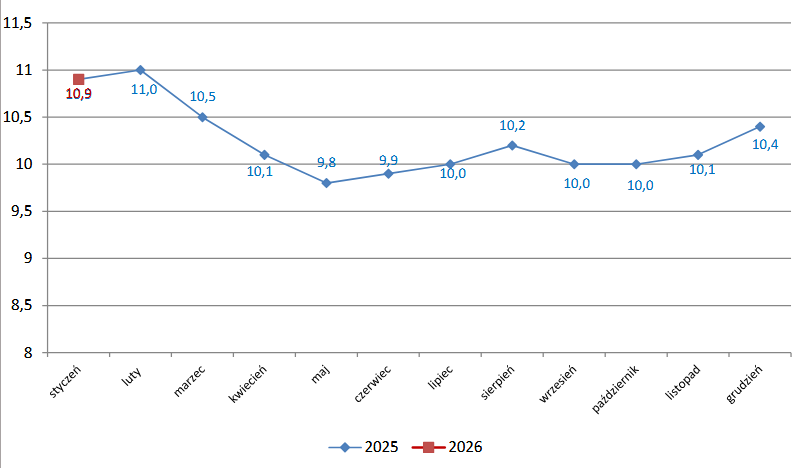 11,5
11
10,5
10
9,5
9
8,5
8
10,9
10,9
11,0
10,5
10,1
9,8
9,9
10,0
10,2
10,0
10,0
10,1
10,4
styczeń
luty
marzec
kwiecień
maj
czerwiec
lipiec
sierpień
wrzesień
październik
listopad
grudzień
2025
2026